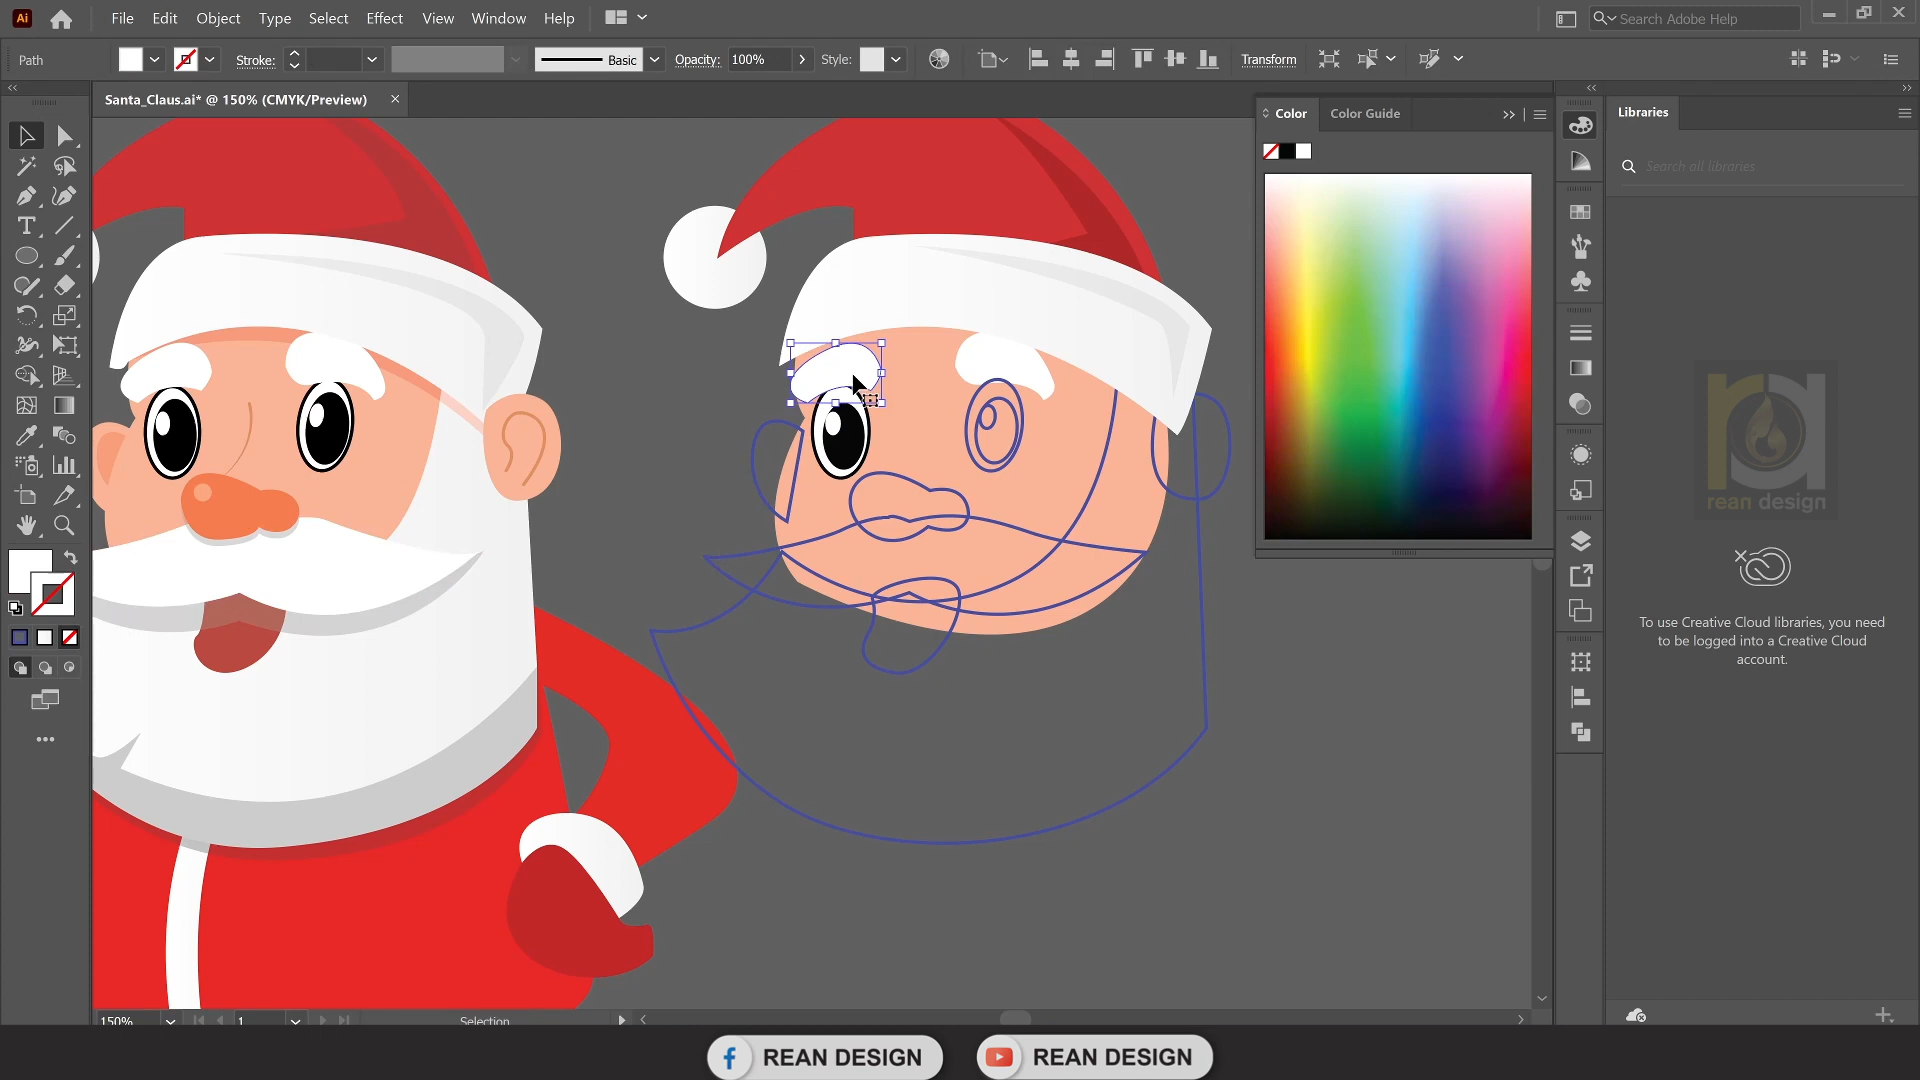 Ai File Edit Object Type Select Effect View Window Help Search Adobe Help
Path Stroke: Basic Opacity: 100% Style: Transform
Santa_Claus.ai* @ 150% (CMYK/Preview)
Color Color Guide
Libraries
Search all libraries
rean design
To use Creative Cloud libraries, you need
to be logged into a Creative Cloud
account.
150% 1 Selection
REAN DESIGN REAN DESIGN